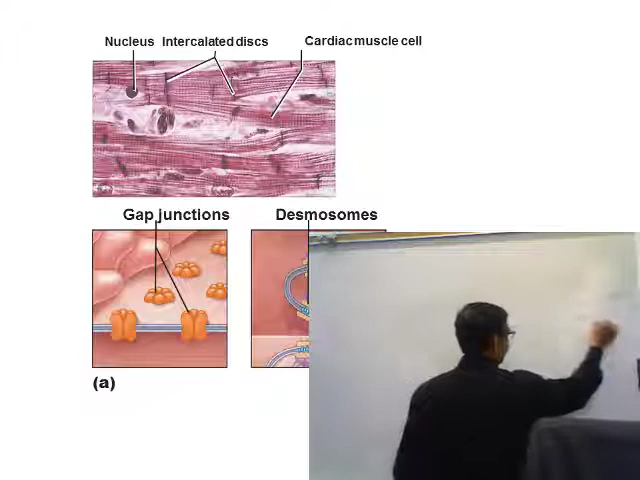 Nucleus Intercalated discs Cardiac muscle cell
Gap junctions Desmosomes
(a)